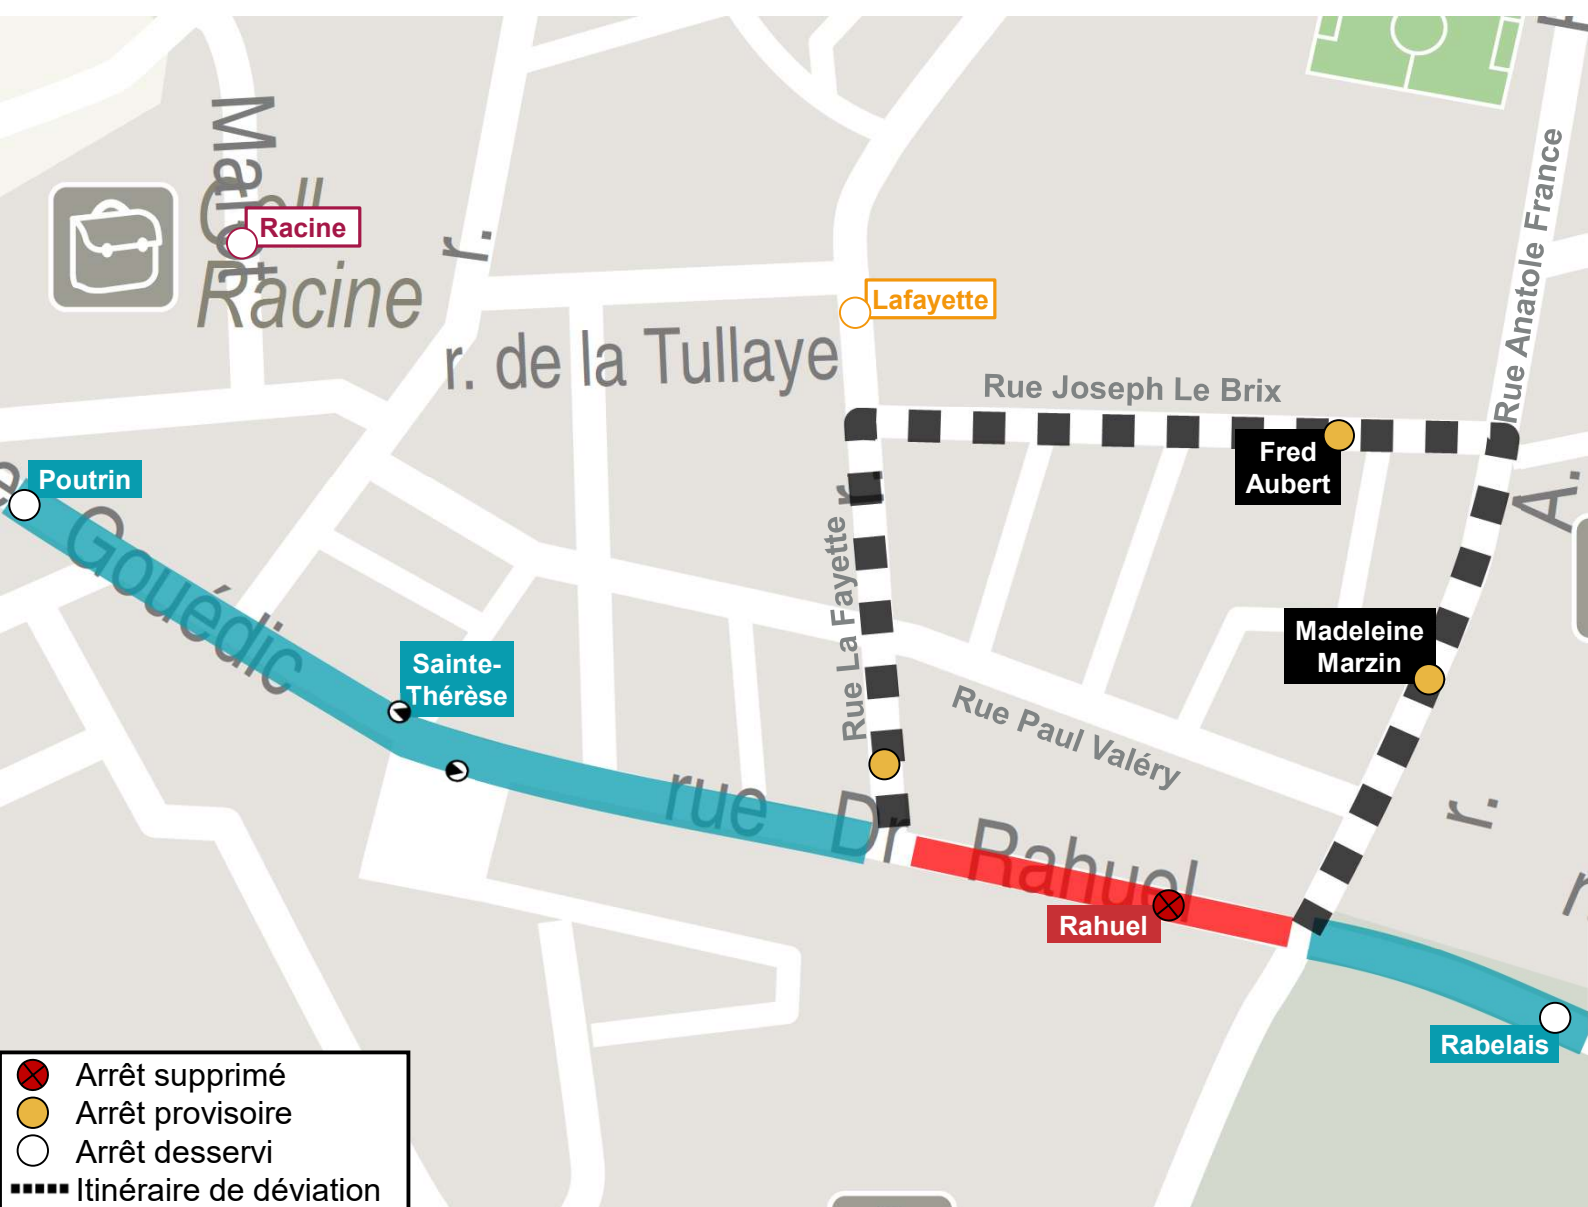 Marot
Coll
Racine
Racine
r.
Lafayette
r. de la Tullaye
Rue Joseph Le Brix
Rue Anatole France
Fred
Aubert
Poutrin
Gouédic
r.
A.
Rue La Fayette
Sainte-
Thérèse
Madeleine
Marzin
Rue Paul Valéry
rue Dr Rahuel
r.
Rahuel
Rabelais
Arrêt supprimé
Arrêt provisoire
Arrêt desservi
Itinéraire de déviation